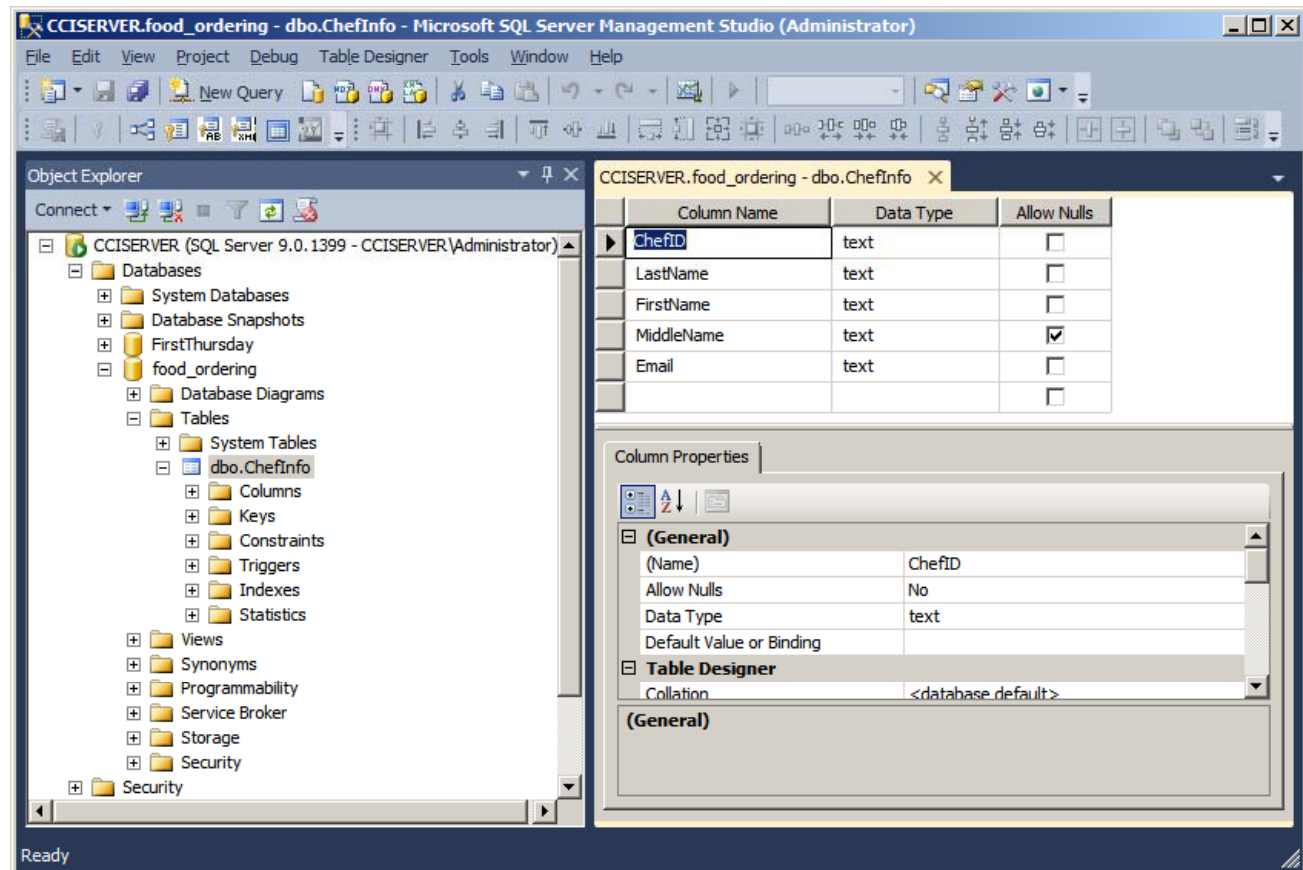 CCISERVER.food_ordering - dbo.ChefInfo - Microsoft SQL Server Management Studio (Administrator)
File Edit View Project Debug Table Designer Tools Window Help
New Query
Object Explorer
Connect
CCISERVER (SQL Server 9.0.1399 - CCISERVER\Administrator)
Databases
System Databases
Database Snapshots
FirstThursday
food_ordering
Database Diagrams
Tables
System Tables
dbo.ChefInfo
Columns
Keys
Constraints
Triggers
Indexes
Statistics
Views
Synonyms
Programmability
Service Broker
Storage
Security
Security
CCISERVER.food_ordering - dbo.ChefInfo
Column Name Data Type Allow Nulls
ChefID text
LastName text
FirstName text
MiddleName text
Email text
Column Properties
(General)
(Name) ChefID
Allow Nulls No
Data Type text
Default Value or Binding
Table Designer
Collation <database default>
(General)
Ready